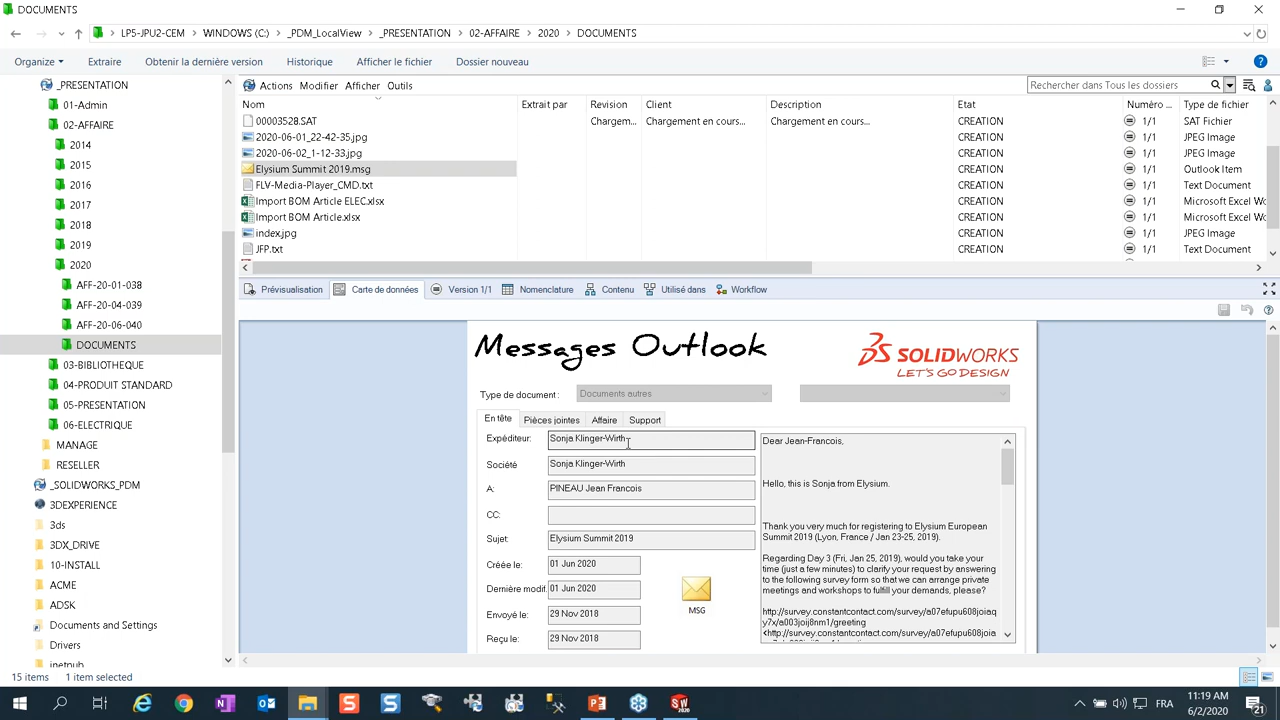 DOCUMENTS
LP5-JPU2-CEM > WINDOWS (C:) > _PDM_LocalView > _PRESENTATION > 02-AFFAIRE > 2020 > DOCUMENTS
Organize Extraire Obtenir la dernière version Historique Afficher le fichier Dossier nouveau
_PRESENTATION
01-Admin
02-AFFAIRE
2014
2015
2016
2017
2018
2019
2020
AFF-20-01-038
AFF-20-04-039
AFF-20-06-040
DOCUMENTS
03-BIBLIOTHEQUE
04-PRODUIT STANDARD
05-PRESENTATION
06-ELECTRIQUE
MANAGE
RESELLER
_SOLIDWORKS_PDM
3DEXPERIENCE
3ds
3DX_DRIVE
10-INSTALL
ACME
ADSK
Documents and Settings
Drivers
inetpub
Actions Modifier Afficher Outils
Rechercher dans Tous les dossiers
Nom Extrait par Revision Client Description Etat Numéro ... Type de fichier
00003528.SAT Chargem... Chargement en cours... Chargement en cours... CREATION 1/1 SAT Fichier
2020-06-01_22-42-35.jpg CREATION 1/1 JPEG Image
2020-06-02_1-12-33.jpg CREATION 1/1 JPEG Image
Elysium Summit 2019.msg CREATION 1/1 Outlook Item
FLV-Media-Player_CMD.txt CREATION 1/1 Text Document
Import BOM Article ELEC.xlsx CREATION 1/1 Microsoft Excel Wo
Import BOM Article.xlsx CREATION 1/1 Microsoft Excel Wo
index.jpg CREATION 1/1 JPEG Image
JFP.txt CREATION 1/1 Text Document
Prévisualisation Carte de données Version 1/1 Nomenclature Contenu Utilisé dans Workflow
Messages Outlook
SOLIDWORKS
LET'S GO DESIGN
Type de document : Documents autres
En tête Pièces jointes Affaire Support
Expéditeur: Sonja Klinger-Wirth
Société Sonja Klinger-Wirth
A: PINEAU Jean Francois
CC:
Sujet: Elysium Summit 2019
Créée le: 01 Jun 2020
Dernière modif. 01 Jun 2020
Envoyé le: 29 Nov 2018
Reçu le: 29 Nov 2018
MSG
Dear Jean-Francois,
Hello, this is Sonja from Elysium.
Thank you very much for registering to Elysium European
Summit 2019 (Lyon, France / Jan 23-25, 2019).
Regarding Day 3 (Fri, Jan 25, 2019), would you take your
time (just a few minutes) to clarify your request by answering
to the following survey form so that we can arrange private
meetings and workshops to fulfill your demands, please?
http://survey.constantcontact.com/survey/a07efupu608joiaq
y7x/a003joij8nm1/greeting
<http://survey.constantcontact.com/survey/a07efupu608joia
15 items 1 item selected
FRA
11:19 AM
6/2/2020
21